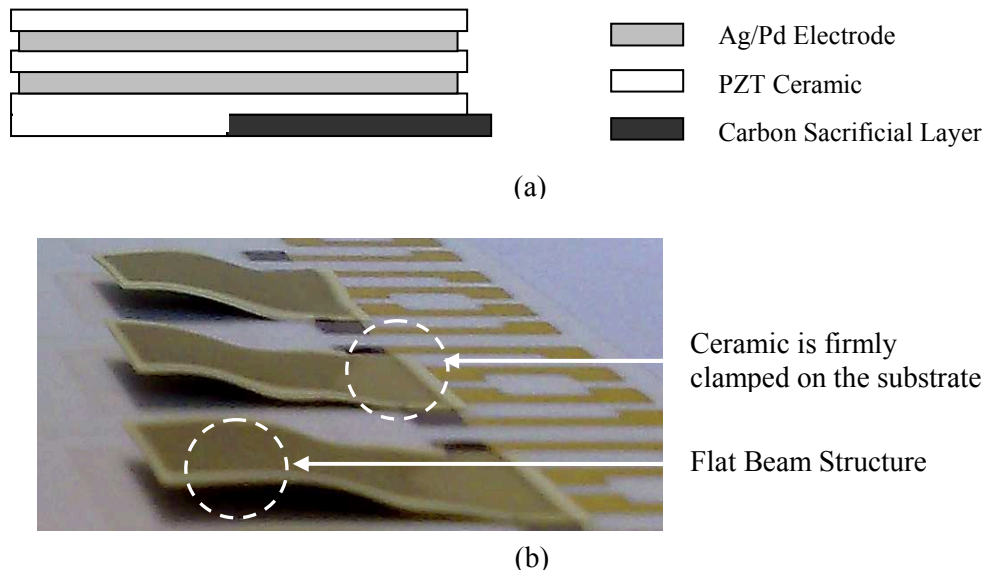 Ag/Pd Electrode
PZT Ceramic
Carbon Sacrificial Layer
(a)
Ceramic is firmly
clamped on the substrate
Flat Beam Structure
(b)